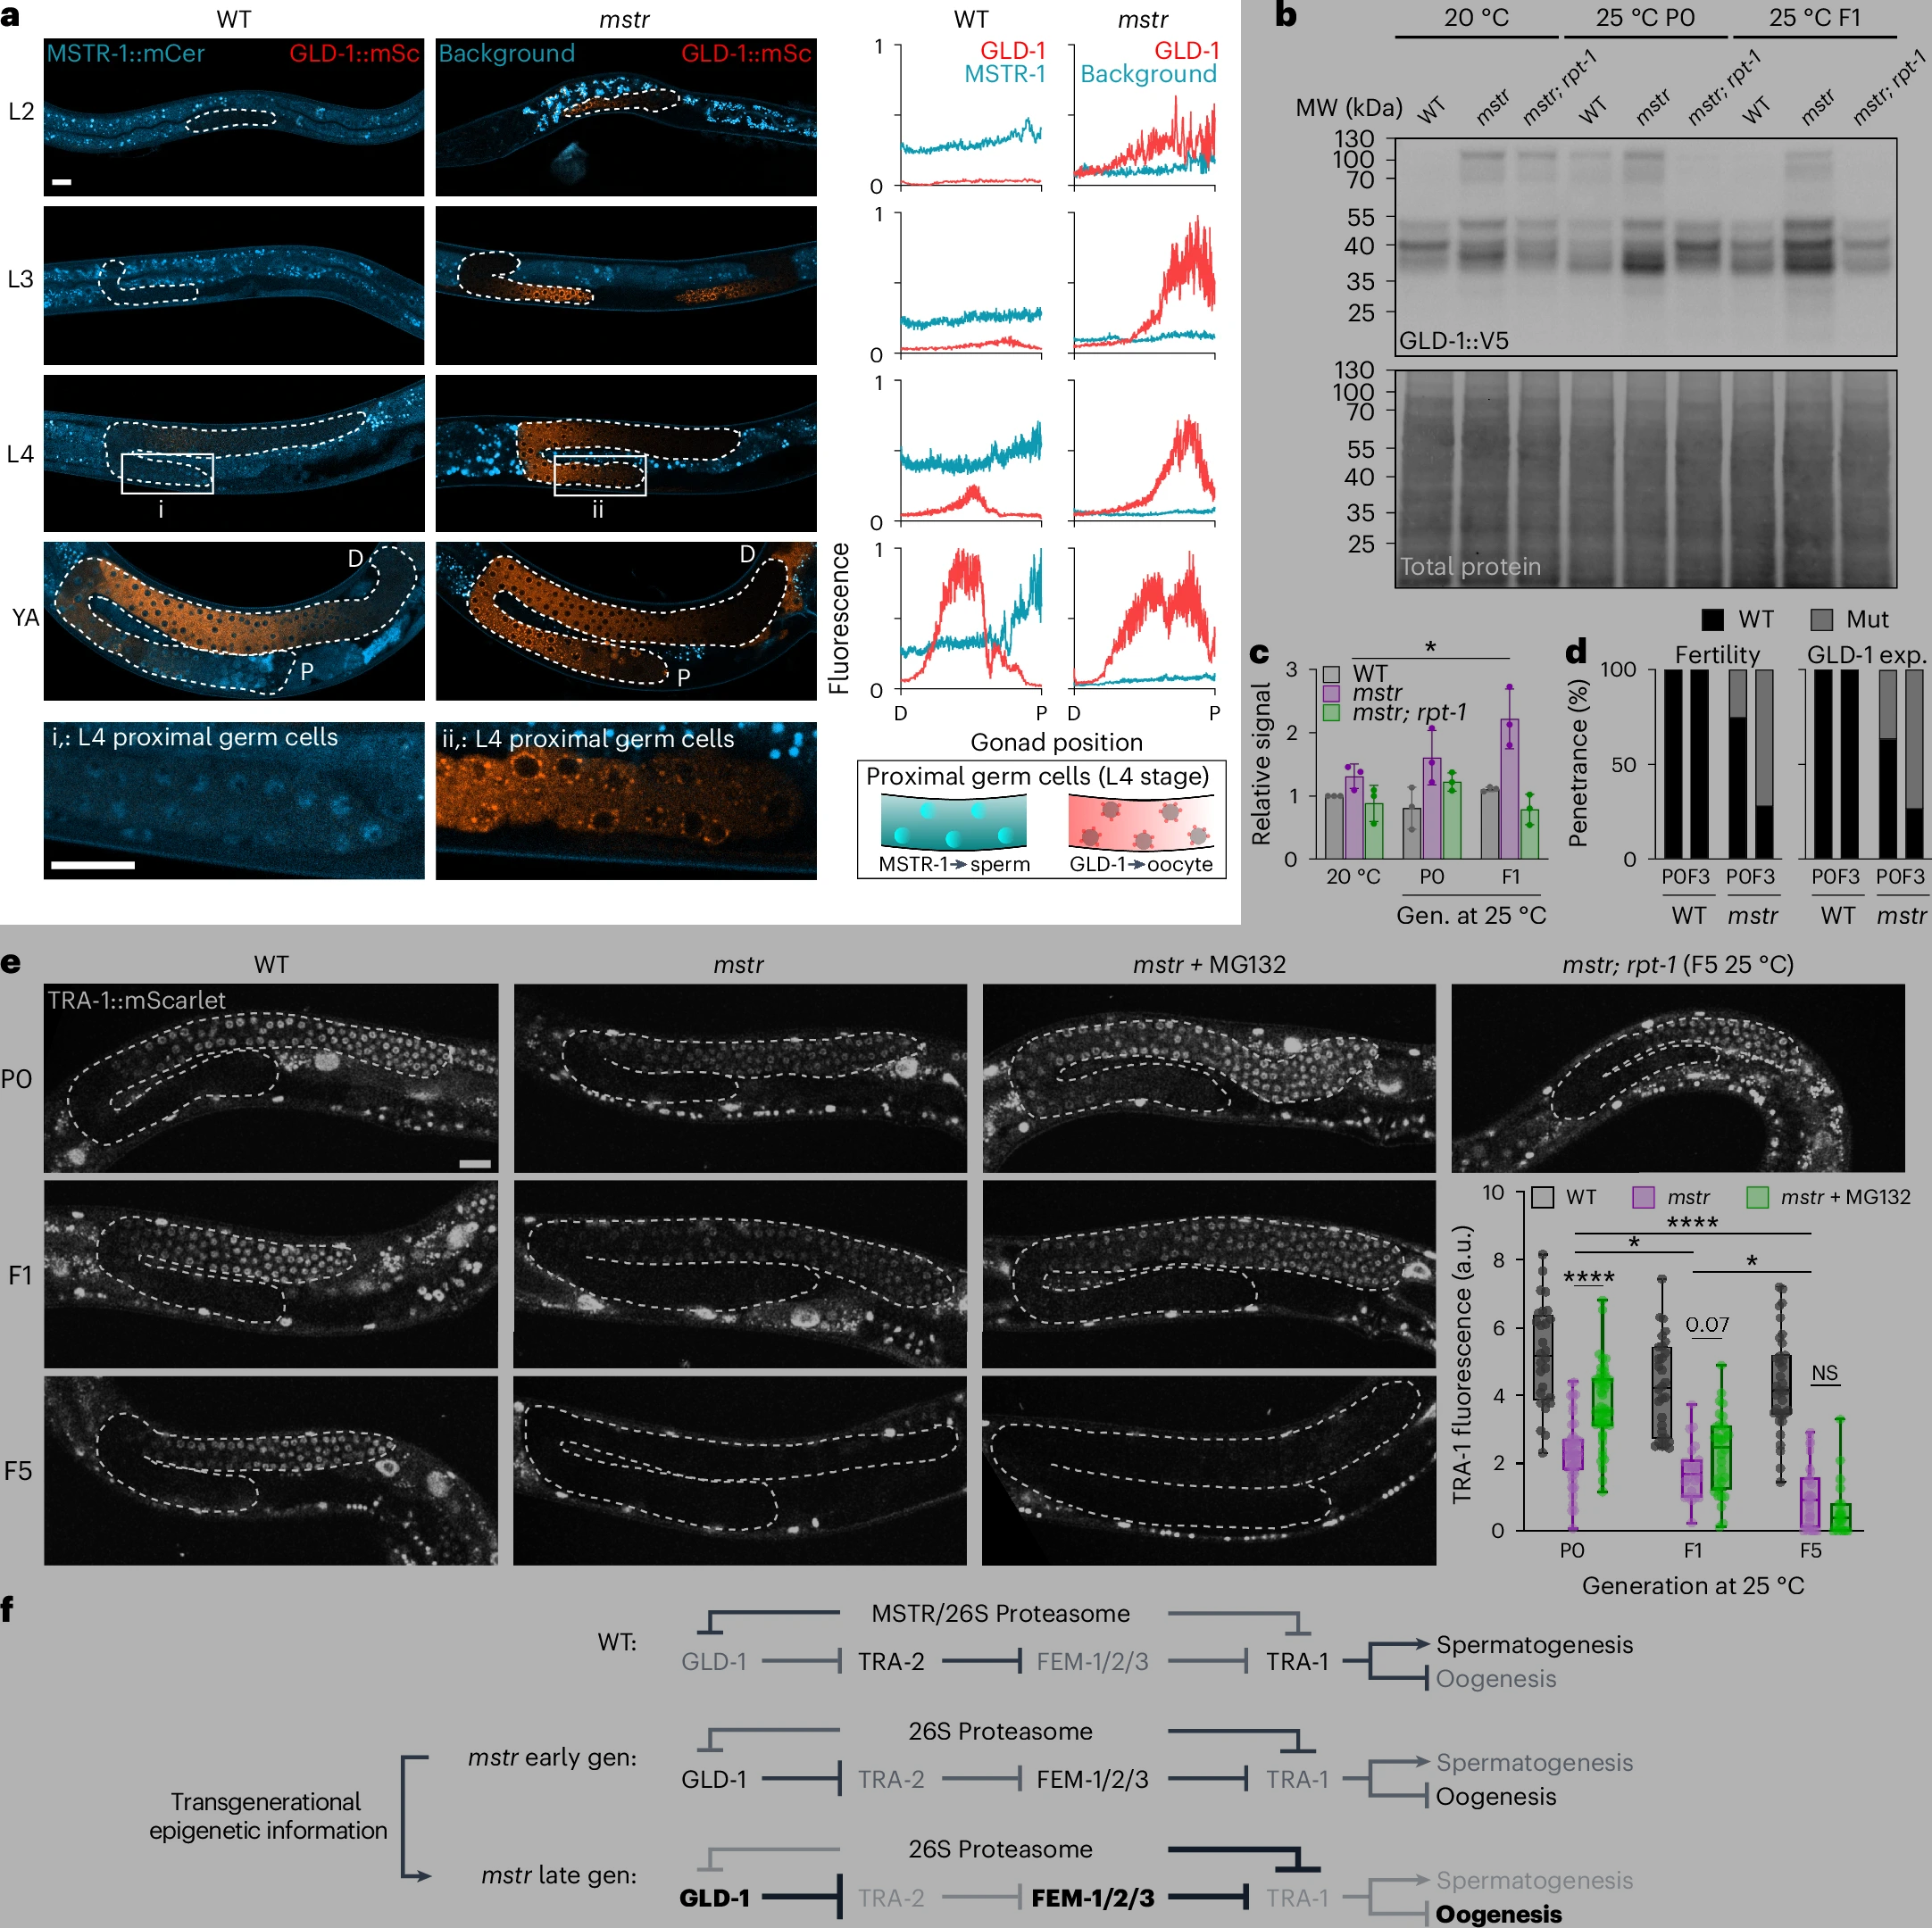 a
WT
mstr
WT
mstr
MSTR-1::mCer
GLD-1::mSc
Background
GLD-1::mSc
L2
L3
L4
YA
i
ii
D
P
D
P
i,: L4 proximal germ cells
ii,: L4 proximal germ cells
1
GLD-1
MSTR-1
GLD-1
Background
0
1
0
1
0
1
0
Fluorescence
D
P
D
P
Gonad position
Proximal germ cells (L4 stage)
MSTR-1➔sperm
GLD-1➔oocyte
b
20 °C
25 °C P0
25 °C F1
MW (kDa)
WT
mstr
mstr; rpt-1
WT
mstr
mstr; rpt-1
WT
mstr
mstr; rpt-1
130
100
70
55
40
35
25
GLD-1::V5
130
100
70
55
40
35
25
Total protein
c
*
WT
mstr
mstr; rpt-1
Relative signal
3
2
1
0
20 °C
P0
F1
Gen. at 25 °C
d
WT
Mut
Fertility
GLD-1 exp.
Penetrance (%)
100
50
0
P0F3
P0F3
P0F3
P0F3
WT
mstr
WT
mstr
e
WT
mstr
mstr + MG132
mstr; rpt-1 (F5 25 °C)
TRA-1::mScarlet
P0
F1
F5
TRA-1 fluorescence (a.u.)
10
8
6
4
2
0
WT
mstr
mstr + MG132
****
*
*
****
0.07
NS
P0
F1
F5
Generation at 25 °C
f
MSTR/26S Proteasome
WT:
GLD-1
TRA-2
FEM-1/2/3
TRA-1
Spermatogenesis
Oogenesis
26S Proteasome
mstr early gen:
GLD-1
TRA-2
FEM-1/2/3
TRA-1
Spermatogenesis
Oogenesis
Transgenerational
epigenetic information
26S Proteasome
mstr late gen:
GLD-1
TRA-2
FEM-1/2/3
TRA-1
Spermatogenesis
Oogenesis